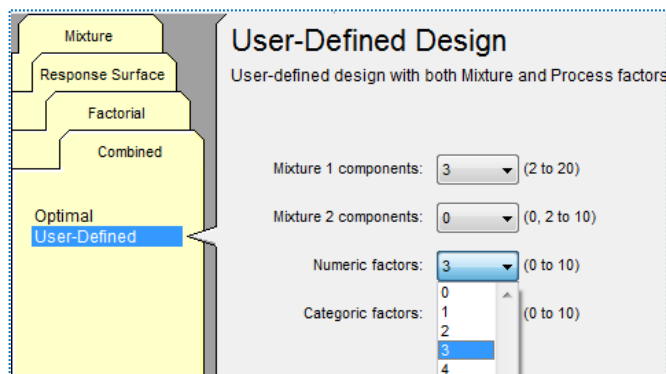 Mixture
Response Surface
Factorial
Combined
Optimal
User-Defined
User-Defined Design
User-defined design with both Mixture and Process factors
Mixture 1 components: 3 (2 to 20)
Mixture 2 components: 0 (0, 2 to 10)
Numeric factors: 3 (0 to 10)
0
Categoric factors: 1 (0 to 10)
2
3
4